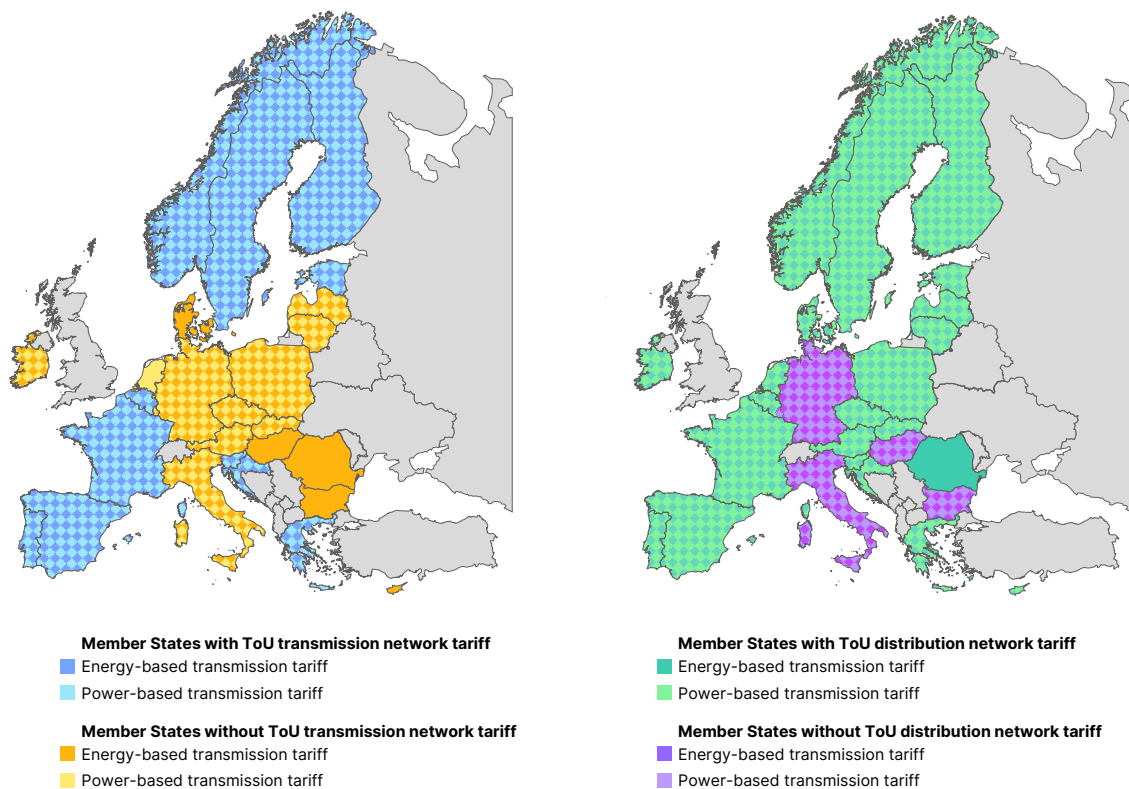 Member States with ToU transmission network tariff
Energy-based transmission tariff
Power-based transmission tariff
Member States without ToU transmission network tariff
Energy-based transmission tariff
Power-based transmission tariff
Member States with ToU distribution network tariff
Energy-based transmission tariff
Power-based transmission tariff
Member States without ToU distribution network tariff
Energy-based transmission tariff
Power-based transmission tariff